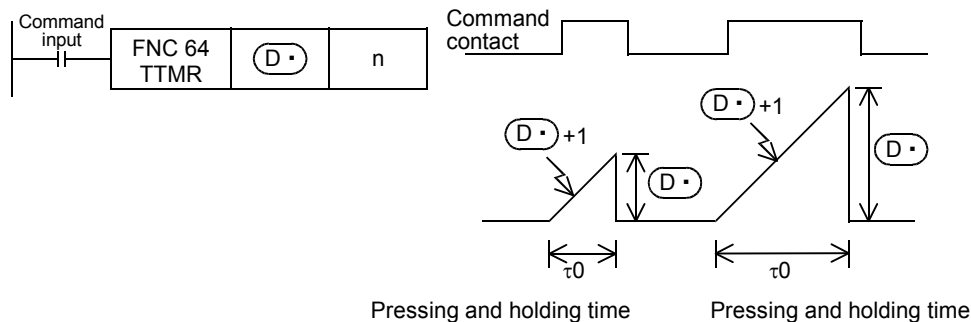 Command
input
FNC 64
TTMR
D ·
n
Command
contact
D · +1
D ·
D · +1
D ·
τ0
τ0
Pressing and holding time
Pressing and holding time